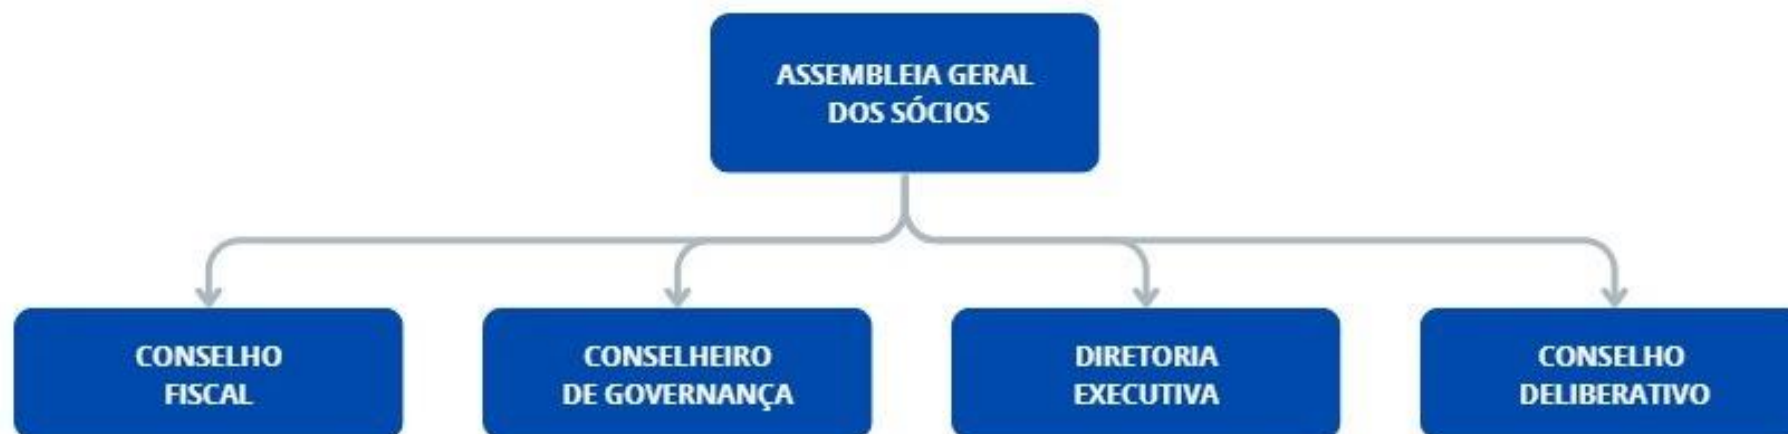 ASSEMBLEIA GERAL
DOS SÓCIOS
CONSELHO
FISCAL
CONSELHEIRO
DE GOVERNANÇA
DIRETORIA
EXECUTIVA
CONSELHO
DELIBERATIVO